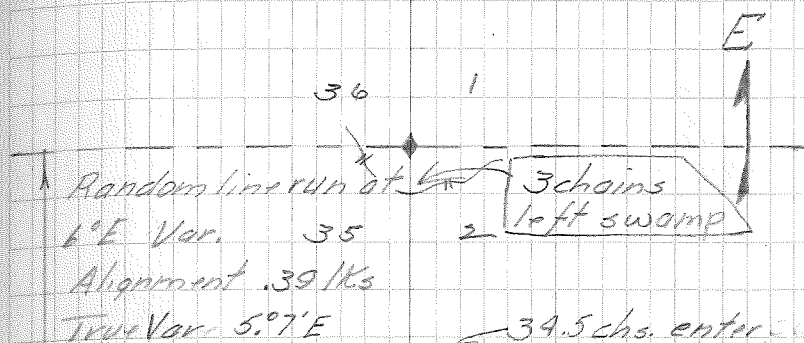 E
36 1
Random line run at 3 chains
6°E Var. 35 2 left swamp
Alignment .39 lks
True Var. 5.°7'E 34.5 chs. enter